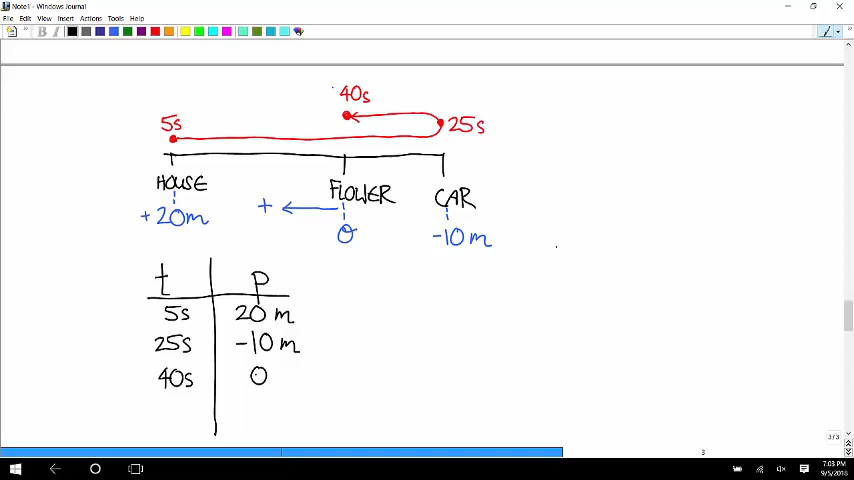 Note1 - Windows Journal
File Edit View Insert Actions Tools Help
B I
40s
5s
25s
HOUSE
FLOWER
CAR
+20m
+
0
-10 m
t p
5s 20 m
25s -10 m
40s 0
3/3
3
7:03 PM
9/5/2018